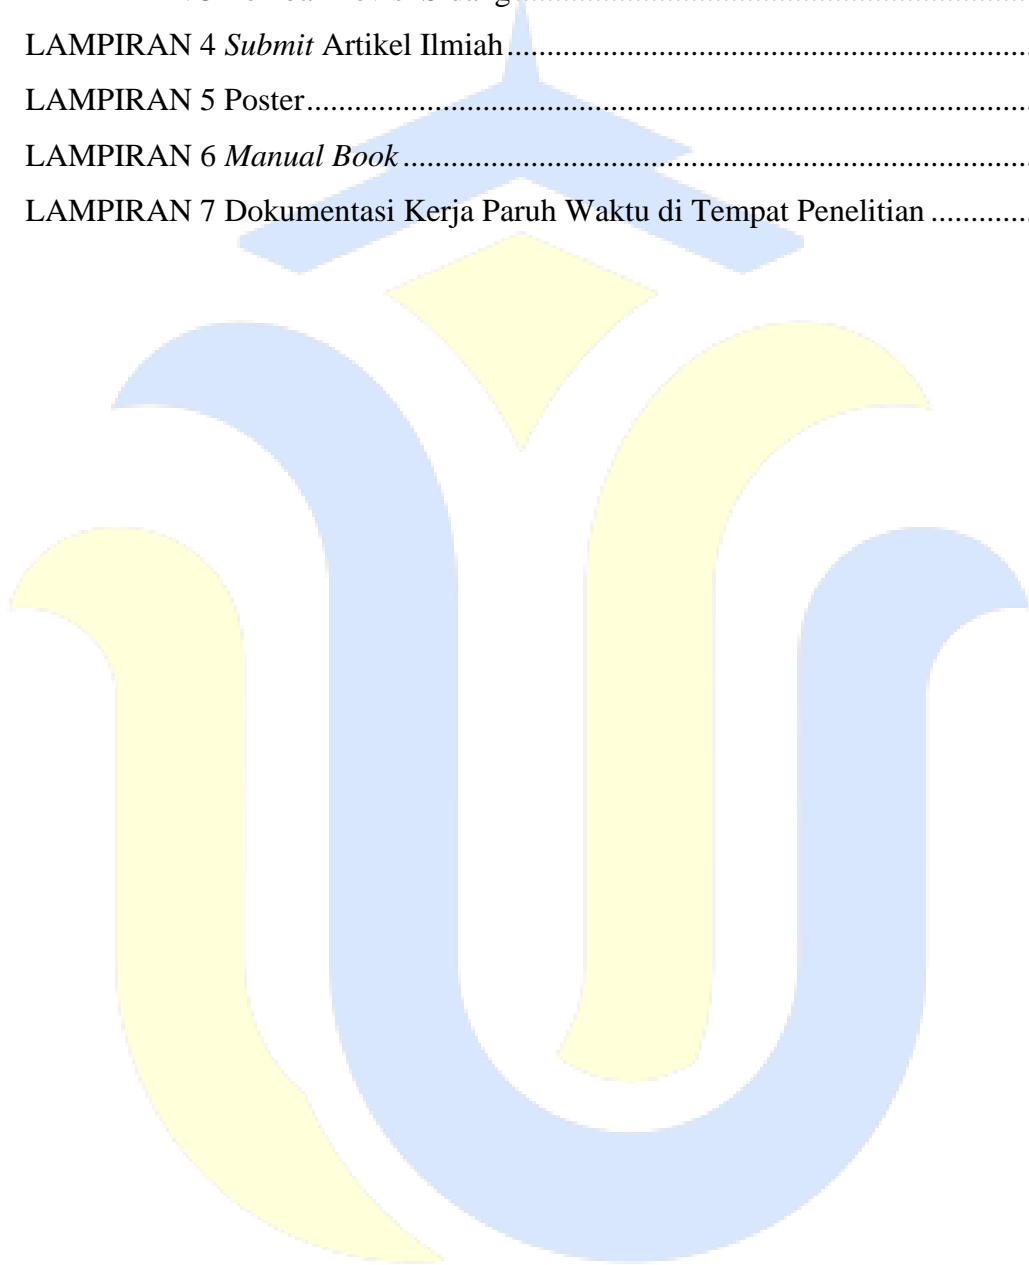 LAMPIRAN 4 Submit Artikel Ilmiah................................................................
LAMPIRAN 5 Poster................................................................
LAMPIRAN 6 Manual Book................................................................
LAMPIRAN 7 Dokumentasi Kerja Paruh Waktu di Tempat Penelitian .............